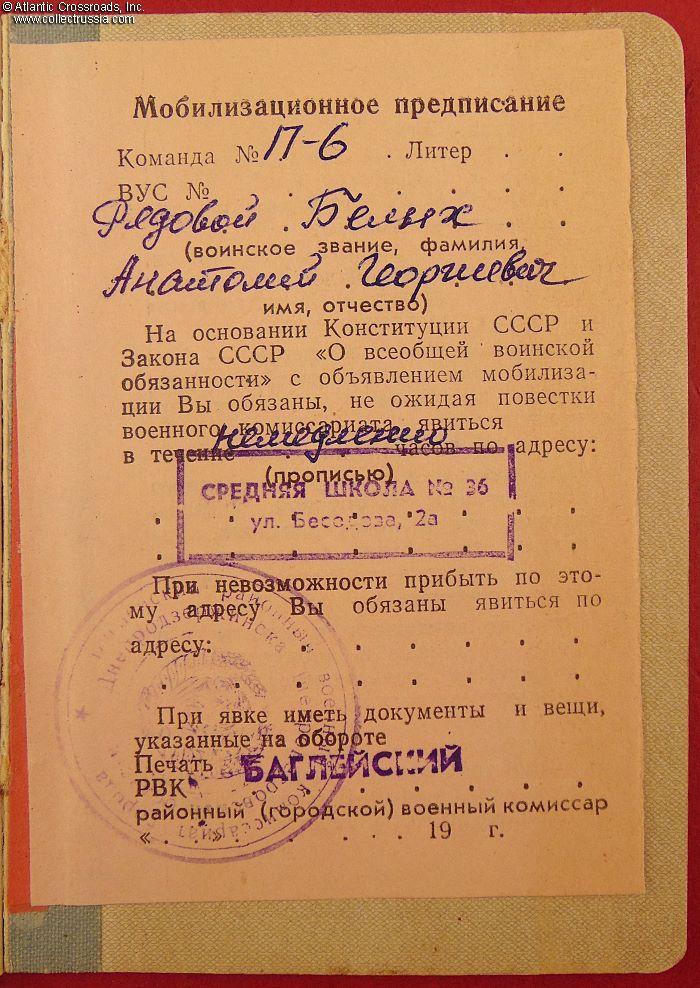 © Atlantic Crossroads, Inc.
www.collectrussia.com
Мобилизационное предписание
Команда № П-6 . Литер . .
ВУС № . . . . . .
Рядовой . Белых . .
(воинское звание, фамилия,
Анатолий Георгиевич
имя, отчество)
На основании Конституции СССР и
Закона СССР «О всеобщей воинской
обязанности» с объявлением мобилиза-
ции Вы обязаны, не ожидая повестки
военного комиссариата явиться
немедленно
в течение . . . часов по адресу:
(прописью)
СРЕДНЯЯ ШКОЛА № 36
ул. Беседова, 2а
При невозможности прибыть по это-
му адресу Вы обязаны явиться по
адресу: . . . . . .
. . . . . . . .
При явке иметь документы и вещи,
указанные на обороте
Печать БАГЛЕЙСКИЙ
РВК . . . . . .
районный (городской) военный комиссар
« . . » . . . . 19 г.
районный военный комиссариат
Днепродзержинска